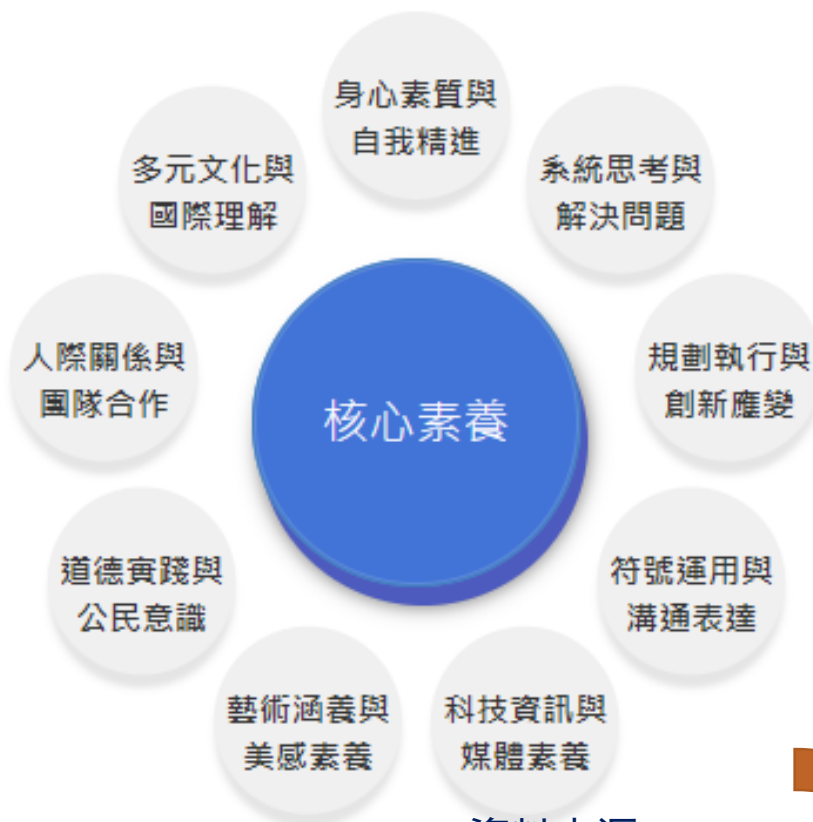 身心素質與
自我精進
系統思考與
解決問題
規劃執行與
創新應變
符號運用與
溝通表達
科技資訊與
媒體素養
藝術涵養與
美感素養
道德實踐與
公民意識
人際關係與
團隊合作
多元文化與
國際理解
核心素養